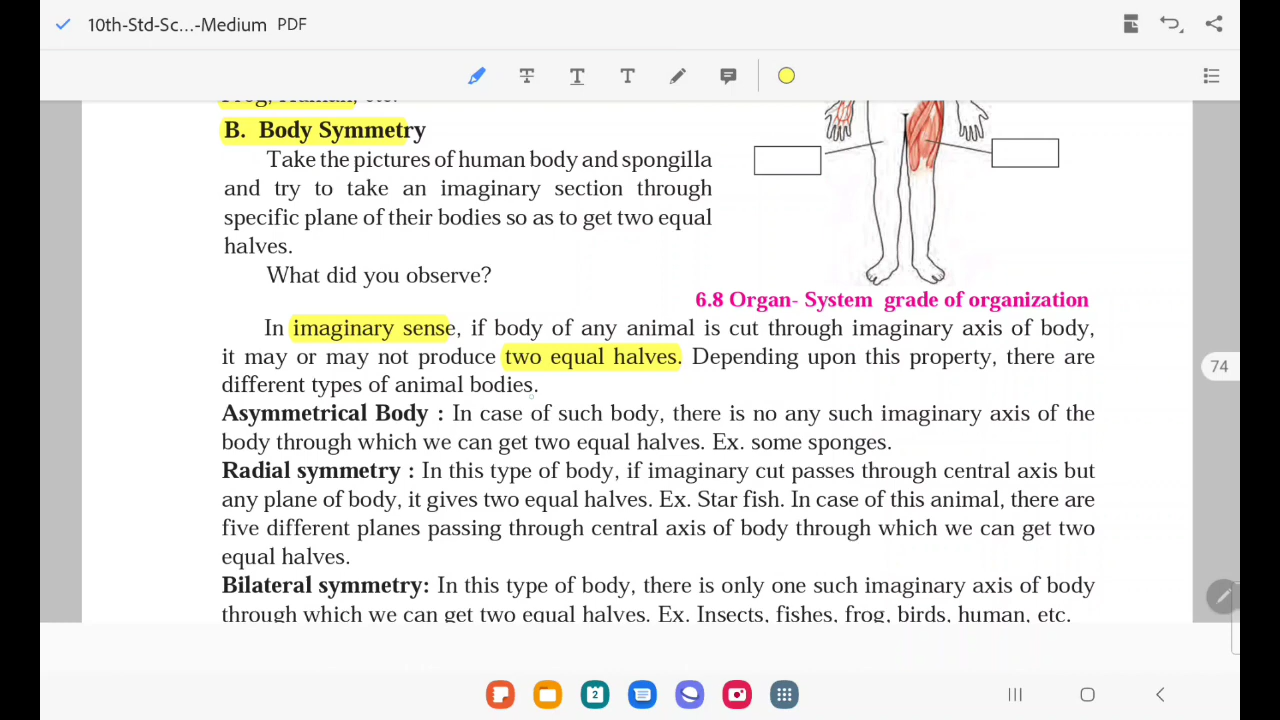 10th-Std-Sc...-Medium PDF
Frog, Human, etc.
B. Body Symmetry
Take the pictures of human body and spongilla
and try to take an imaginary section through
specific plane of their bodies so as to get two equal
halves.
What did you observe?
6.8 Organ- System grade of organization
In imaginary sense, if body of any animal is cut through imaginary axis of body,
it may or may not produce two equal halves. Depending upon this property, there are
different types of animal bodies.
74
Asymmetrical Body : In case of such body, there is no any such imaginary axis of the
body through which we can get two equal halves. Ex. some sponges.
Radial symmetry : In this type of body, if imaginary cut passes through central axis but
any plane of body, it gives two equal halves. Ex. Star fish. In case of this animal, there are
five different planes passing through central axis of body through which we can get two
equal halves.
Bilateral symmetry: In this type of body, there is only one such imaginary axis of body
through which we can get two equal halves. Ex. Insects, fishes, frog, birds, human, etc.
2